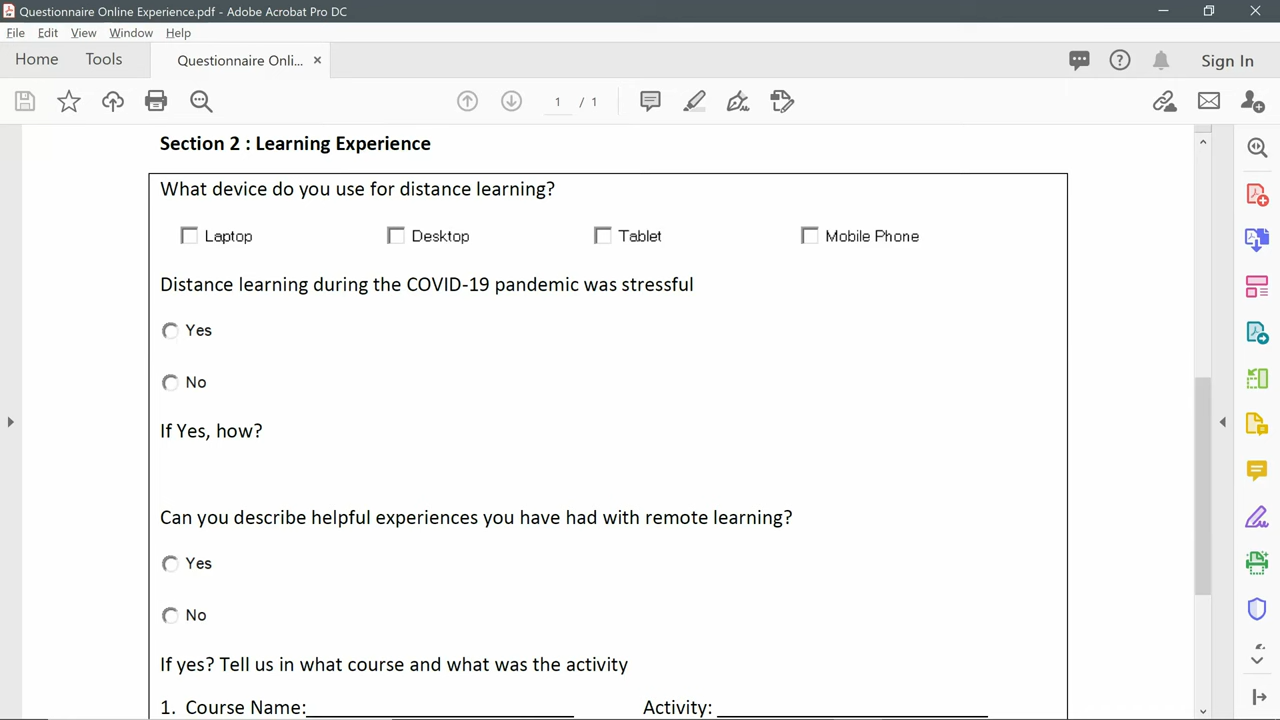 Questionnaire Online Experience.pdf - Adobe Acrobat Pro DC
File Edit View Window Help
Home Tools Questionnaire Onli... × Sign In
1 / 1
Section 2 : Learning Experience
What device do you use for distance learning?
Laptop Desktop Tablet Mobile Phone
Distance learning during the COVID-19 pandemic was stressful
Yes
No
If Yes, how?
Can you describe helpful experiences you have had with remote learning?
Yes
No
If yes? Tell us in what course and what was the activity
1. Course Name:____________________ Activity: ____________________